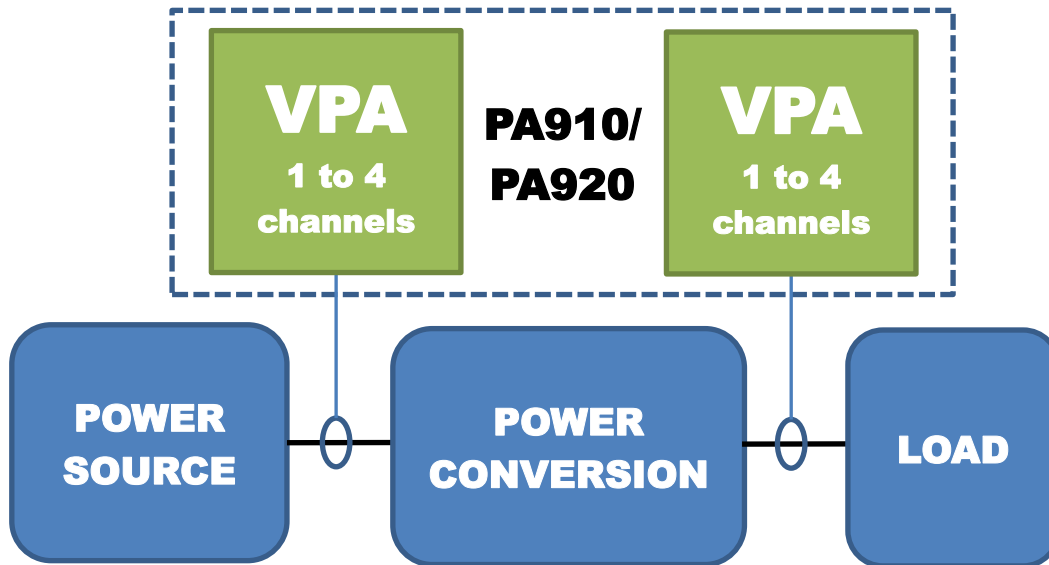 VPA
1 to 4
channels
PA910/
PA920
VPA
1 to 4
channels
POWER
SOURCE
POWER
CONVERSION
LOAD